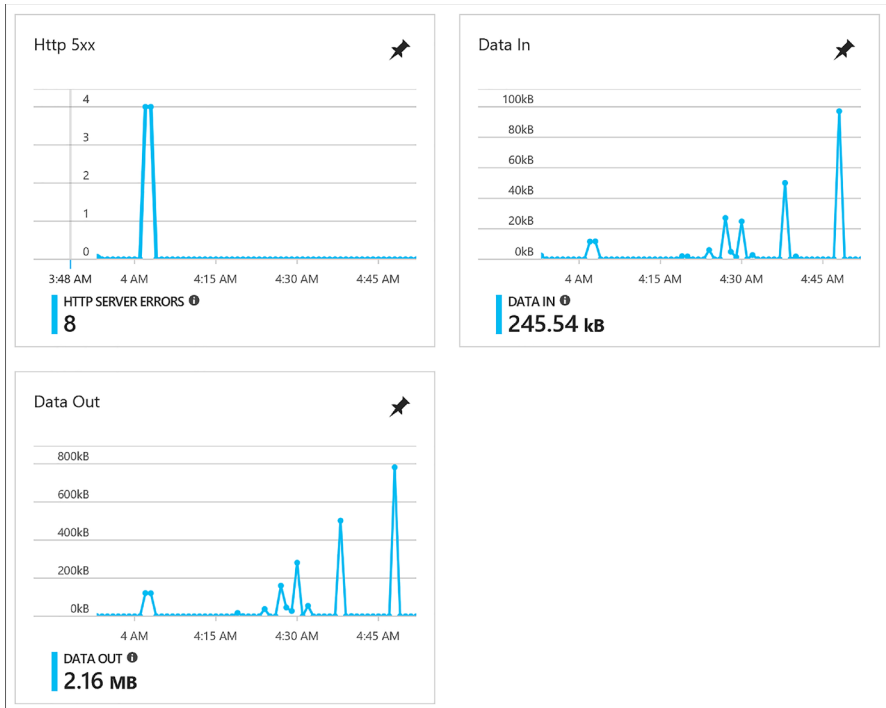 Http 5xx
4
3
2
1
0
3:48 AM 4 AM 4:15 AM 4:30 AM 4:45 AM
HTTP SERVER ERRORS
8
Data In
100kB
80kB
60kB
40kB
20kB
0kB
4 AM 4:15 AM 4:30 AM 4:45 AM
DATA IN
245.54 kB
Data Out
800kB
600kB
400kB
200kB
0kB
4 AM 4:15 AM 4:30 AM 4:45 AM
DATA OUT
2.16 MB